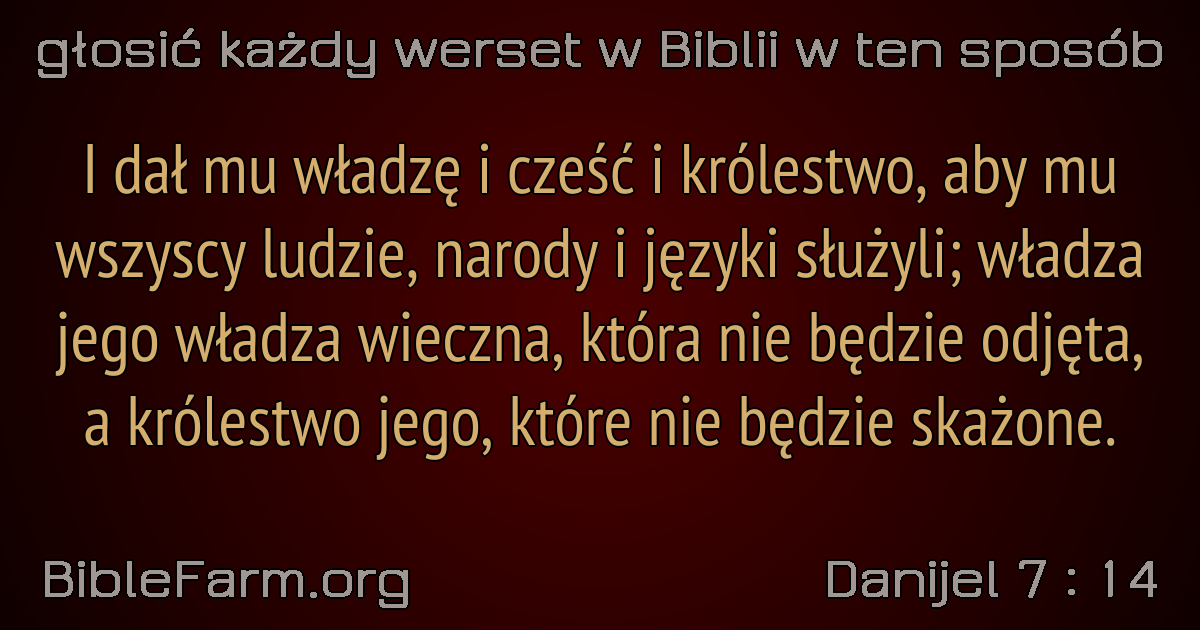 głosić każdy werset w Biblii w ten sposób
I dał mu władzę i cześć i królestwo, aby mu
wszyscy ludzie, narody i języki służyli; władza
jego władza wieczna, która nie będzie odjęta,
a królestwo jego, które nie będzie skażone.
BibleFarm.org
Danijel 7 : 14